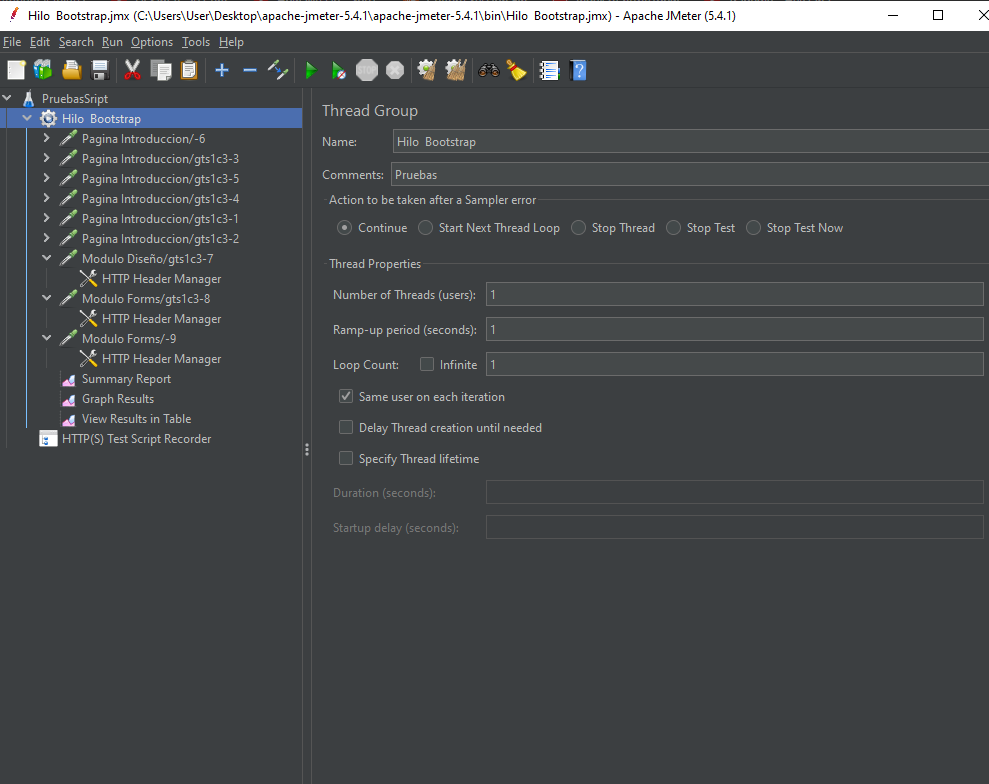 Hilo  Bootstrap.jmx (C:\Users\User\Desktop\apache-jmeter-5.4.1\apache-jmeter-5.4.1\bin\Hilo  Bootstrap.jmx) - Apache JMeter (5.4.1)
File Edit Search Run Options Tools Help
STOP
PruebasSript
Hilo  Bootstrap
Pagina Introduccion/-6
Pagina Introduccion/gts1c3-3
Pagina Introduccion/gts1c3-5
Pagina Introduccion/gts1c3-4
Pagina Introduccion/gts1c3-1
Pagina Introduccion/gts1c3-2
Modulo Diseño/gts1c3-7
HTTP Header Manager
Modulo Forms/gts1c3-8
HTTP Header Manager
Modulo Forms/-9
HTTP Header Manager
Summary Report
Graph Results
View Results in Table
HTTP(S) Test Script Recorder
Thread Group
Name: Hilo  Bootstrap
Comments: Pruebas
Action to be taken after a Sampler error
Continue Start Next Thread Loop Stop Thread Stop Test Stop Test Now
Thread Properties
Number of Threads (users): 1
Ramp-up period (seconds): 1
Loop Count: Infinite 1
Same user on each iteration
Delay Thread creation until needed
Specify Thread lifetime
Duration (seconds):
Startup delay (seconds):